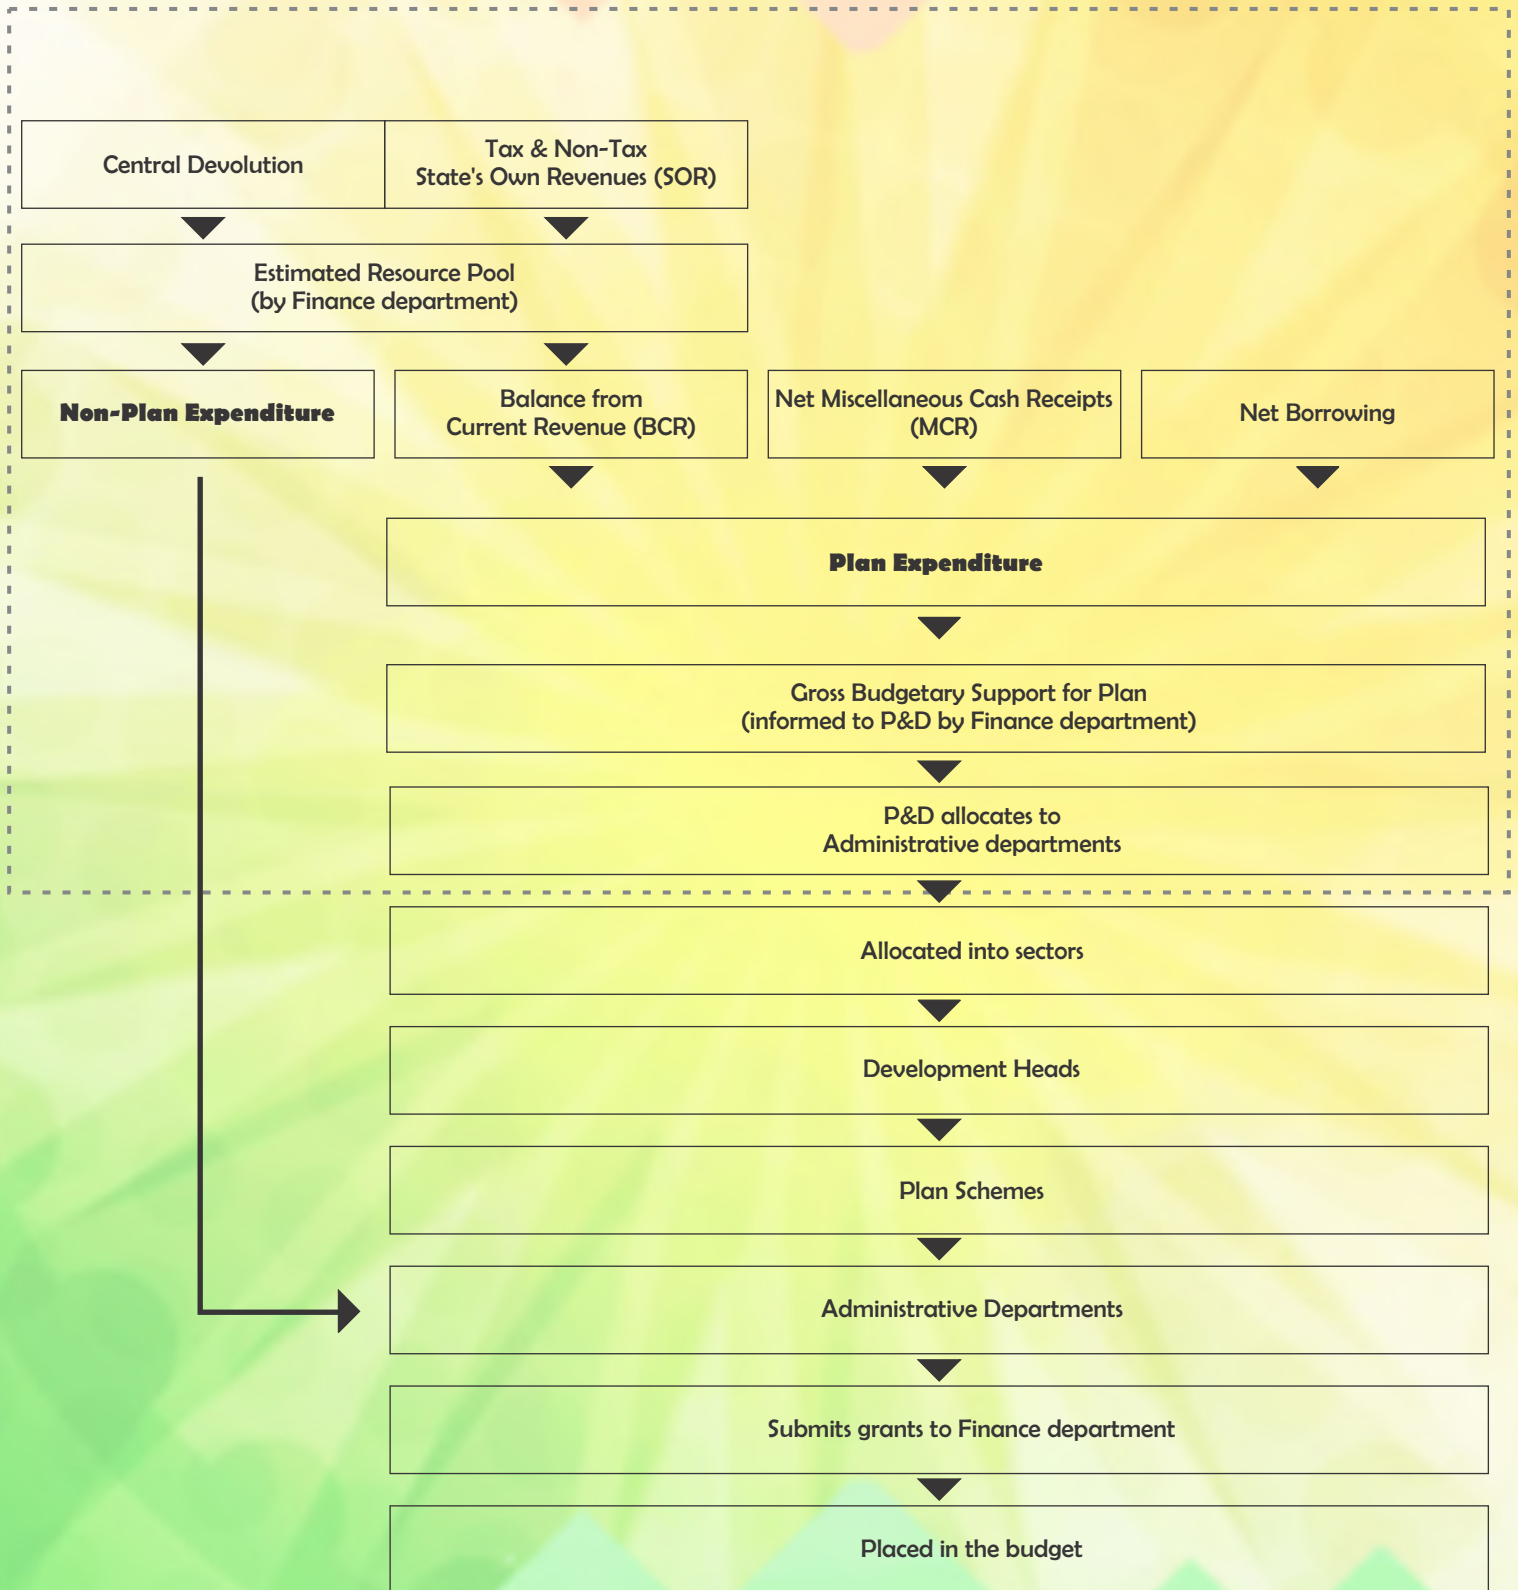 Central Devolution
Tax & Non-Tax
State's Own Revenues (SOR)
Estimated Resource Pool
(by Finance department)
Non-Plan Expenditure
Balance from
Current Revenue (BCR)
Net Miscellaneous Cash Receipts
(MCR)
Net Borrowing
Plan Expenditure
Gross Budgetary Support for Plan
(informed to P&D by Finance department)
P&D allocates to
Administrative departments
Allocated into sectors
Development Heads
Plan Schemes
Administrative Departments
Submits grants to Finance department
Placed in the budget